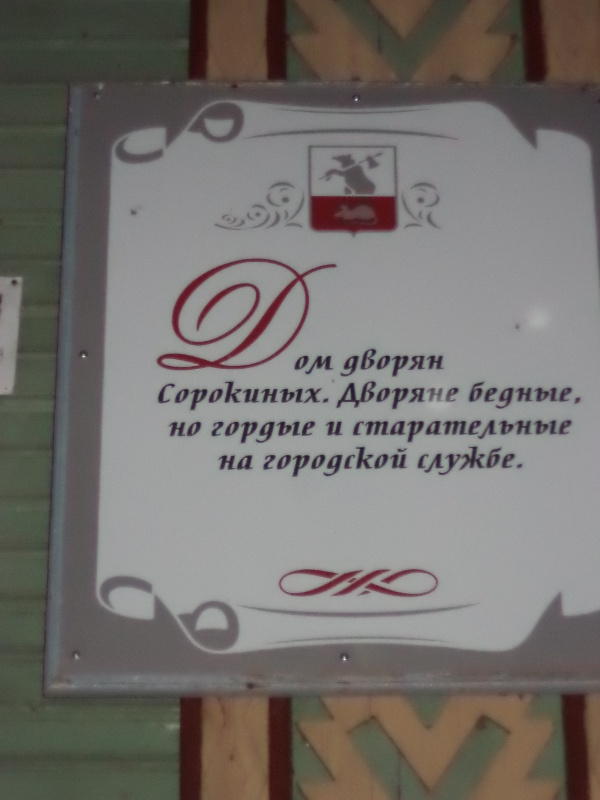 Дом дворян
Сорокиных. Дворяне бедные,
но гордые и старательные
на городской службе.